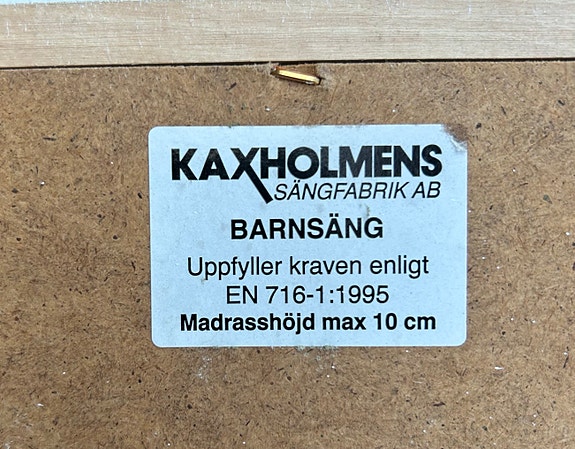 KAXHOLMENS
SÄNGFABRIK AB
BARNSÄNG
Uppfyller kraven enligt
EN 716-1:1995
Madrasshöjd max 10 cm